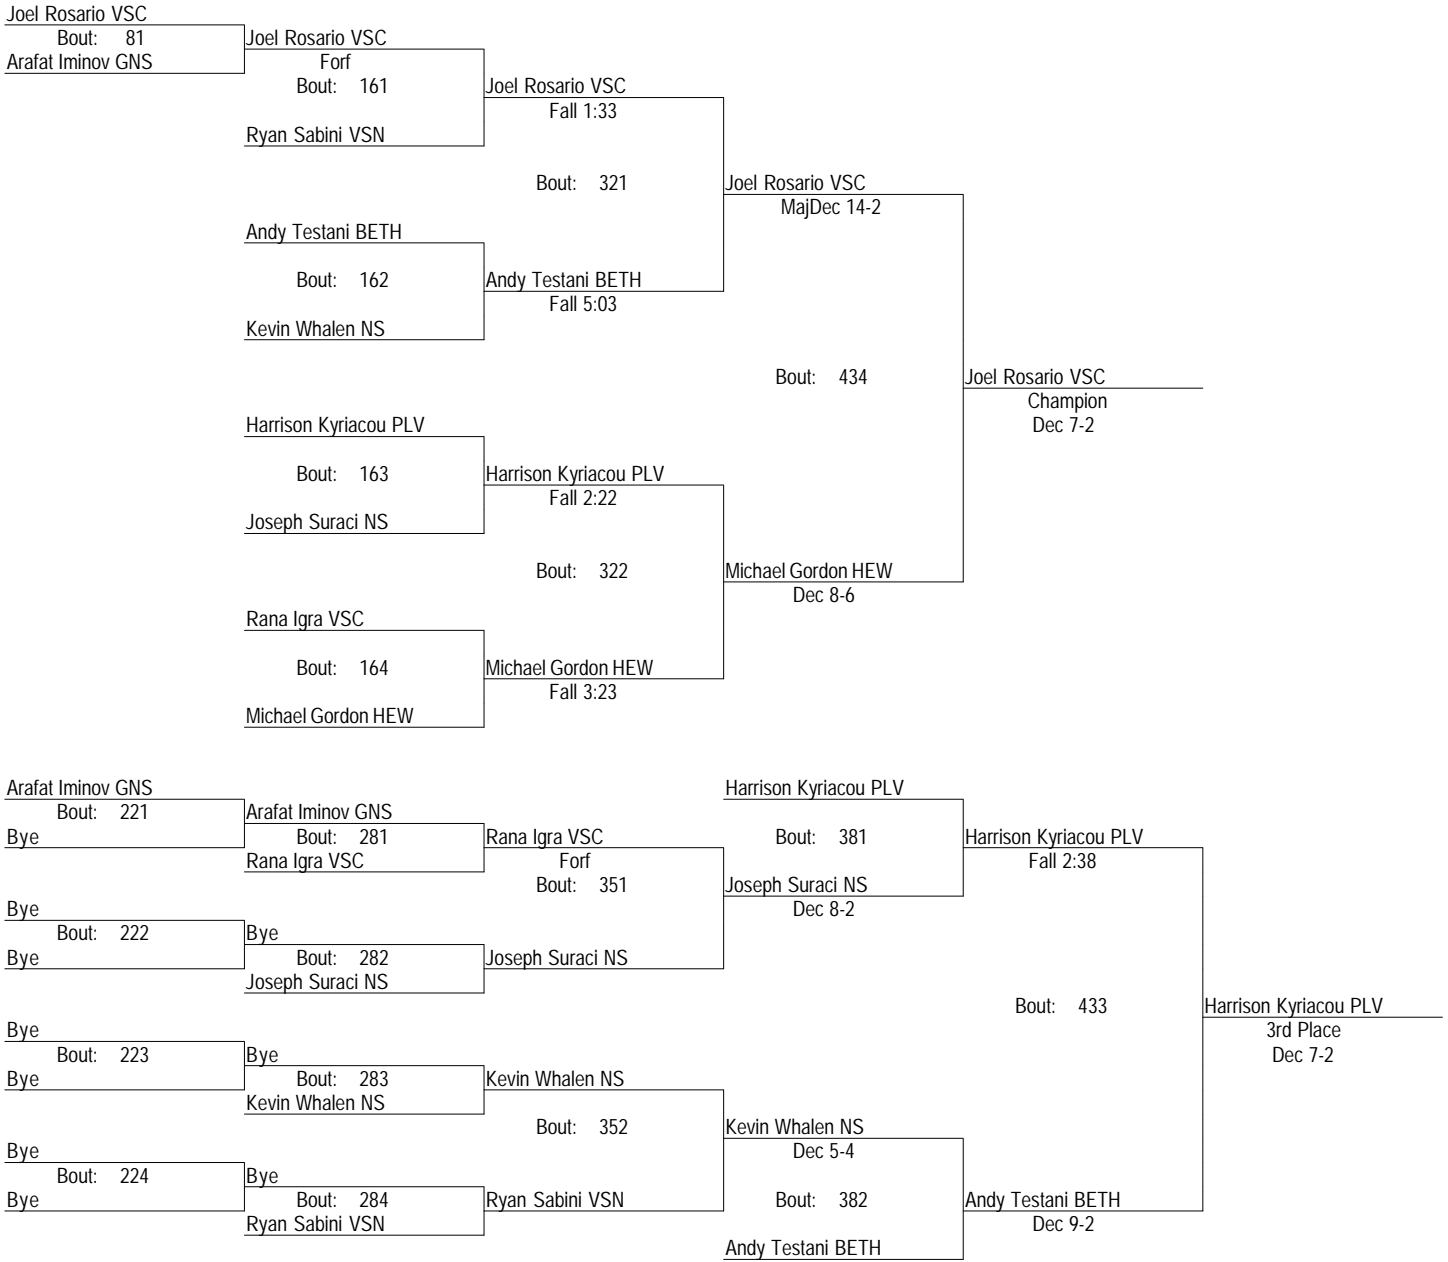 Joel Rosario VSC
Bout: 81 Joel Rosario VSC
Arafat Iminov GNS Forf
Bout: 161 Joel Rosario VSC
Fall 1:33
Ryan Sabini VSN
Bout: 321 Joel Rosario VSC
MajDec 14-2
Andy Testani BETH
Bout: 162 Andy Testani BETH
Fall 5:03
Kevin Whalen NS
Bout: 434 Joel Rosario VSC
Champion
Harrison Kyriacou PLV Dec 7-2
Bout: 163 Harrison Kyriacou PLV
Fall 2:22
Joseph Suraci NS
Bout: 322 Michael Gordon HEW
Dec 8-6
Rana Igra VSC
Bout: 164 Michael Gordon HEW
Fall 3:23
Michael Gordon HEW
Arafat Iminov GNS Harrison Kyriacou PLV
Bout: 221 Arafat Iminov GNS
Bye Bout: 281 Rana Igra VSC Bout: 381 Harrison Kyriacou PLV
Rana Igra VSC Forf Fall 2:38
Bout: 351 Joseph Suraci NS
Bye Dec 8-2
Bout: 222 Bye
Bye Bout: 282 Joseph Suraci NS
Joseph Suraci NS
Bout: 433 Harrison Kyriacou PLV
Bye 3rd Place
Bout: 223 Bye Dec 7-2
Bye Bout: 283 Kevin Whalen NS
Kevin Whalen NS
Bout: 352 Kevin Whalen NS
Bye Dec 5-4
Bout: 224 Bye
Bye Bout: 284 Ryan Sabini VSN Bout: 382 Andy Testani BETH
Ryan Sabini VSN Dec 9-2
Andy Testani BETH